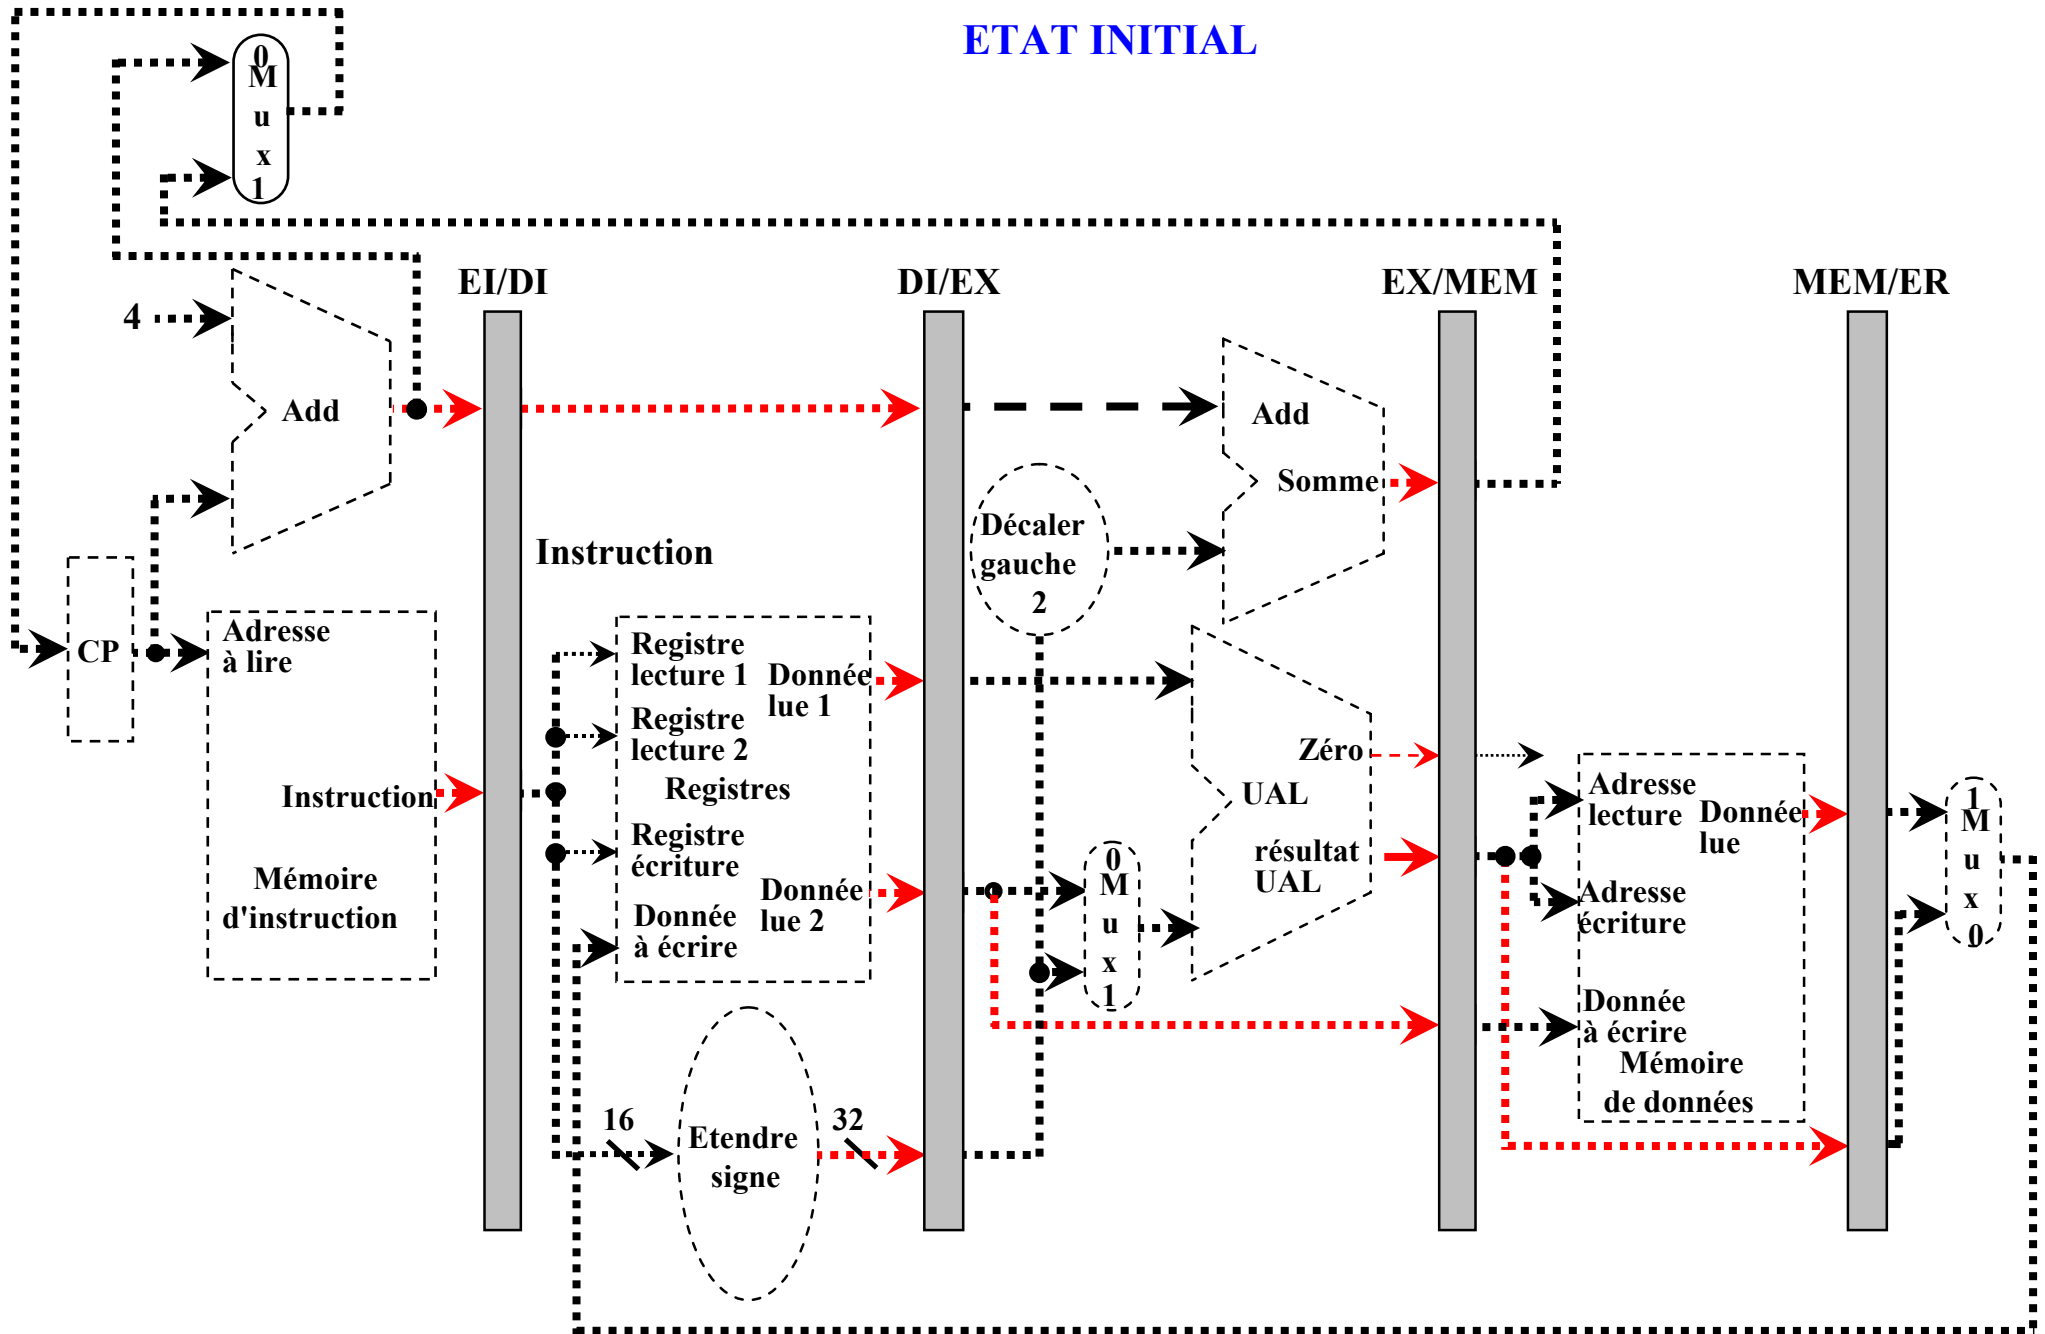 ETAT INITIAL
0
M
u
x
1
EI/DI
DI/EX
EX/MEM
MEM/ER
4
Add
Add
Somme
Décaler
gauche
2
Instruction
CP
Adresse
à lire
Instruction
Mémoire
d'instruction
Registre
lecture 1
Donnée
lue 1
Registre
lecture 2
Registres
Registre
écriture
Donnée
lue 2
Donnée
à écrire
16
Etendre
signe
32
0
M
u
x
1
Zéro
UAL
résultat
UAL
Adresse
lecture
Donnée
lue
Adresse
écriture
Donnée
à écrire
Mémoire
de données
1
M
u
x
0